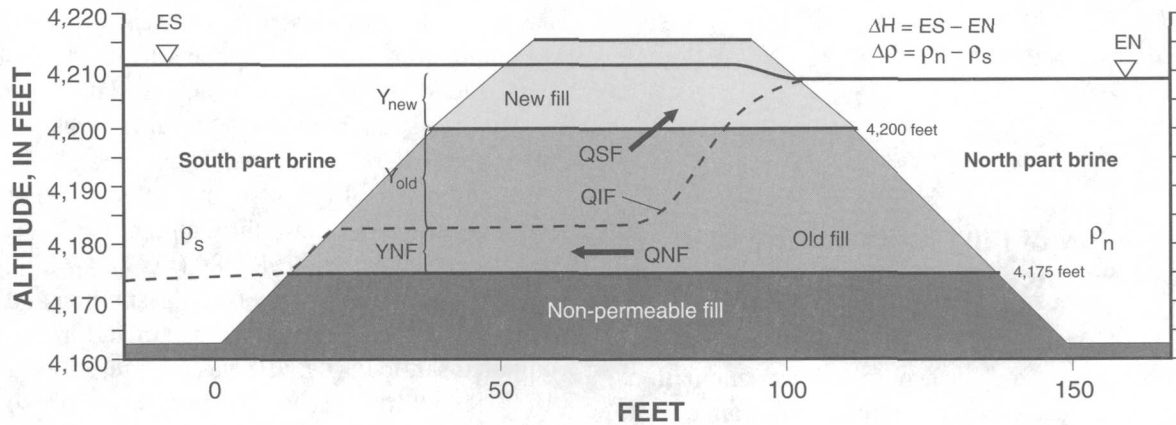 4,220
4,210
4,200
4,190
4,180
4,170
4,160
ALTITUDE, IN FEET
ES
ΔH = ES – EN
Δρ = ρn – ρs
EN
Ynew
New fill
4,200 feet
QSF
South part brine
North part brine
Yold
QIF
ρs
YNF
QNF
Old fill
ρn
4,175 feet
Non-permeable fill
0
50
100
150
FEET